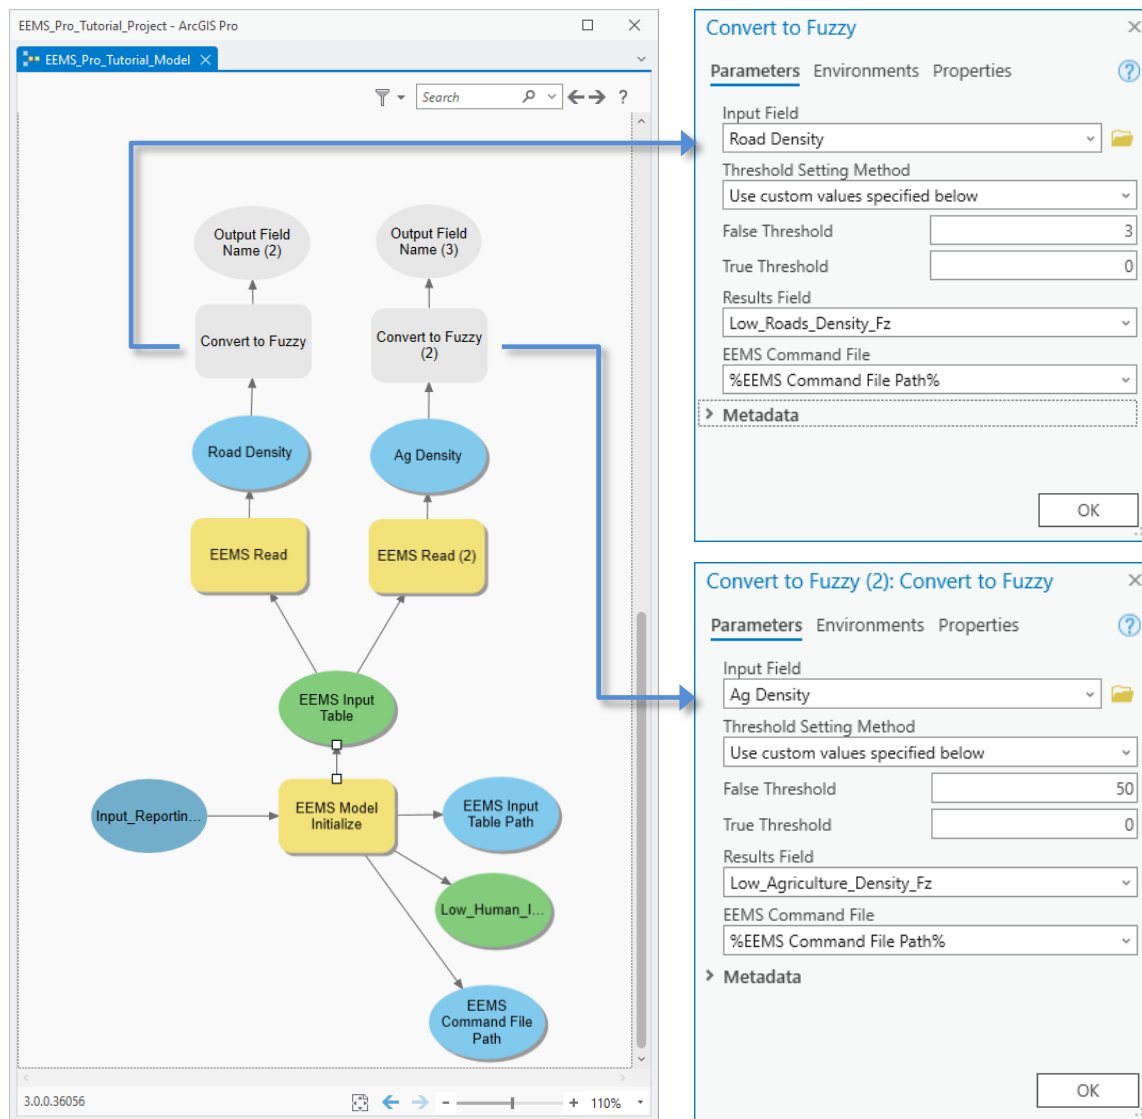 EEMS_Pro_Tutorial_Project - ArcGIS Pro
EEMS_Pro_Tutorial_Model
Search
?
Output Field
Name (2)
Output Field
Name (3)
Convert to Fuzzy
Convert to Fuzzy
(2)
Road Density
Ag Density
EEMS Read
EEMS Read (2)
EEMS Input
Table
Input_Reportin...
EEMS Model
Initialize
EEMS Input
Table Path
Low_Human_I...
EEMS
Command File
Path
3.0.0.36056
110%
Convert to Fuzzy
Parameters Environments Properties
?
Input Field
Road Density
Threshold Setting Method
Use custom values specified below
False Threshold 3
True Threshold 0
Results Field
Low_Roads_Density_Fz
EEMS Command File
%EEMS Command File Path%
Metadata
OK
Convert to Fuzzy (2): Convert to Fuzzy
Parameters Environments Properties
?
Input Field
Ag Density
Threshold Setting Method
Use custom values specified below
False Threshold 50
True Threshold 0
Results Field
Low_Agriculture_Density_Fz
EEMS Command File
%EEMS Command File Path%
Metadata
OK